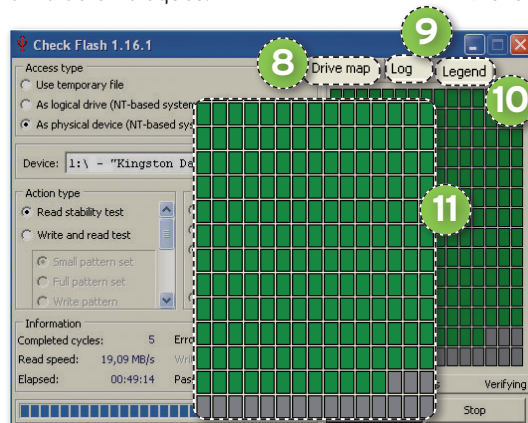 Check Flash 1.16.1
8
9
10
Drive map
Log
Legend
Access type
Use temporary file
As logical drive (NT-based system
As physical device (NT-based sys
Device: 1:\ - "Kingston Da
11
Action type
Read stability test
Write and read test
Small pattern set
Full pattern set
Write pattern
Information
Completed cycles: 5
Read speed: 19,09 MB/s
Elapsed: 00:49:14
Erro
Wri
Pas
Verifying
Stop